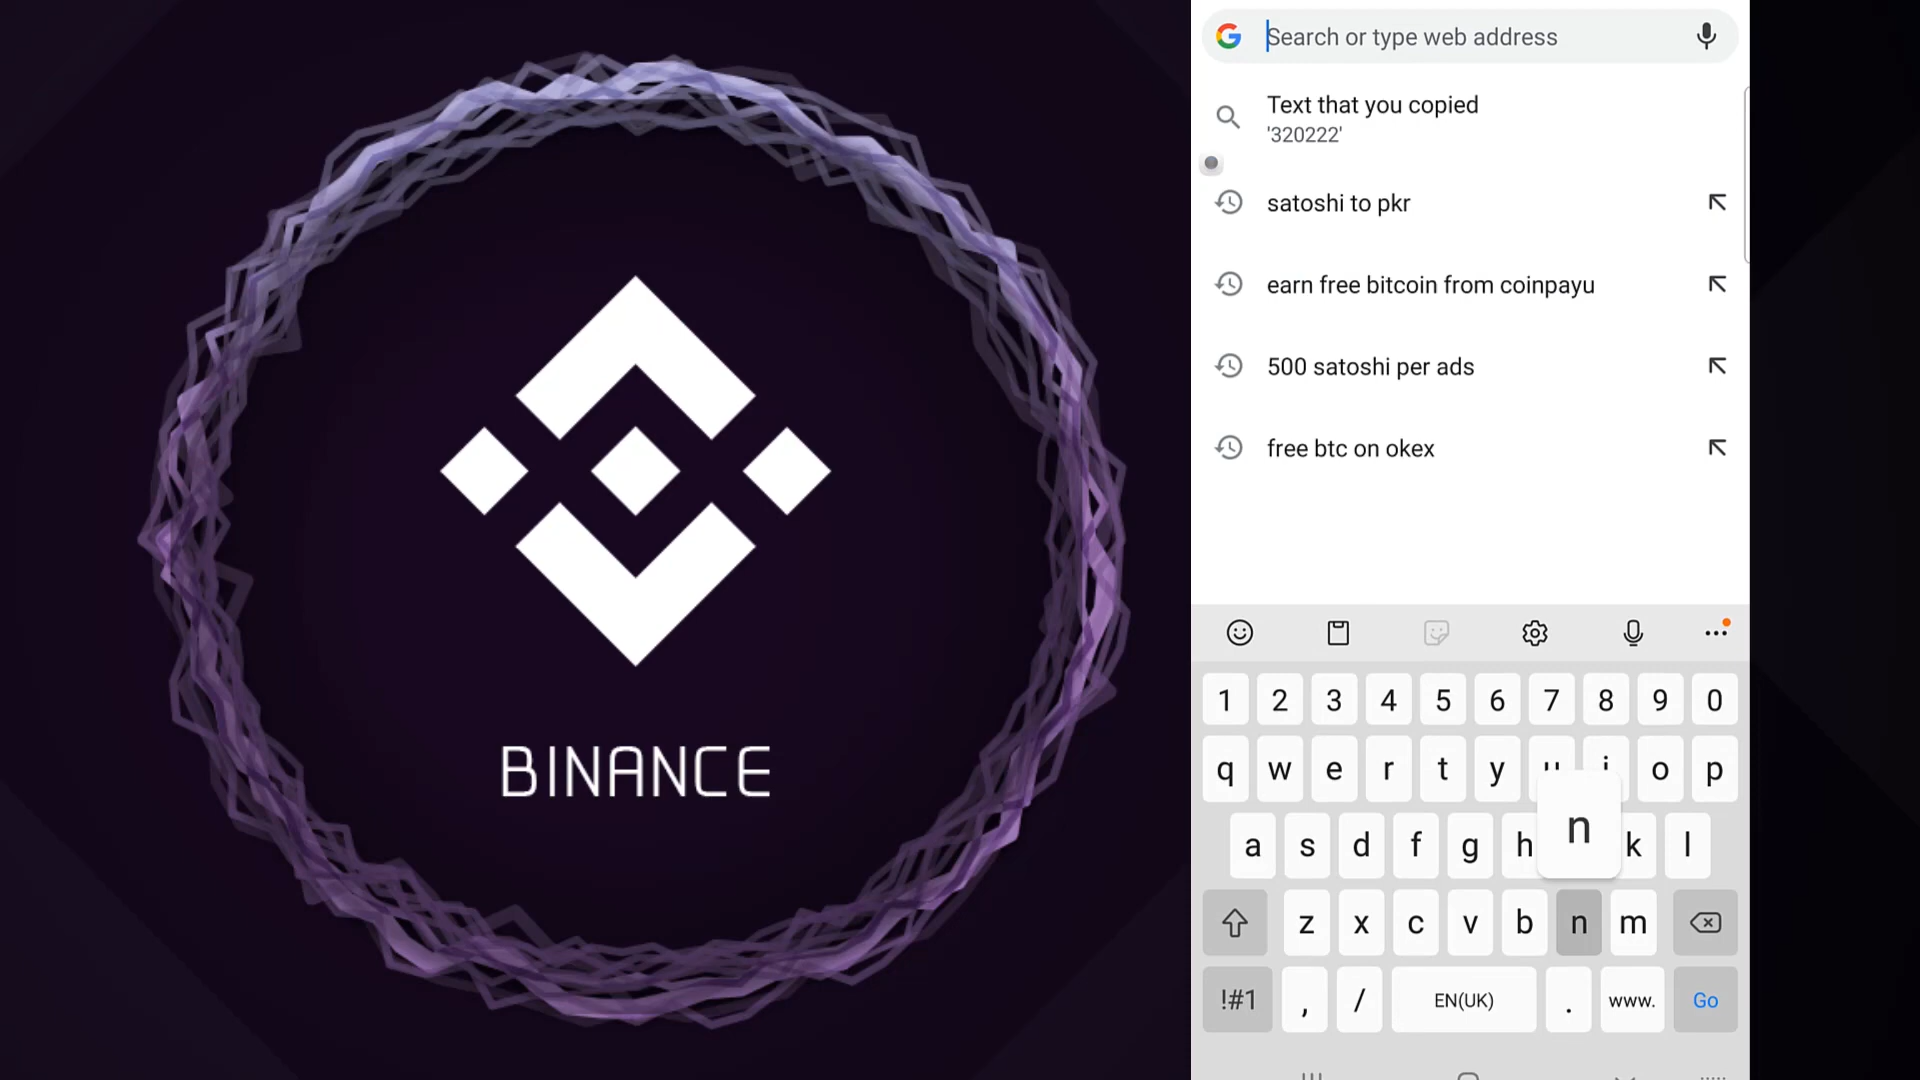 BINANCE
Search or type web address
Text that you copied
'320222'
satoshi to pkr
earn free bitcoin from coinpayu
500 satoshi per ads
free btc on okex
1 2 3 4 5 6 7 8 9 0
q w e r t y u i o p
a s d f g h n k l
z x c v b n m
!#1 , / EN(UK) . www. Go